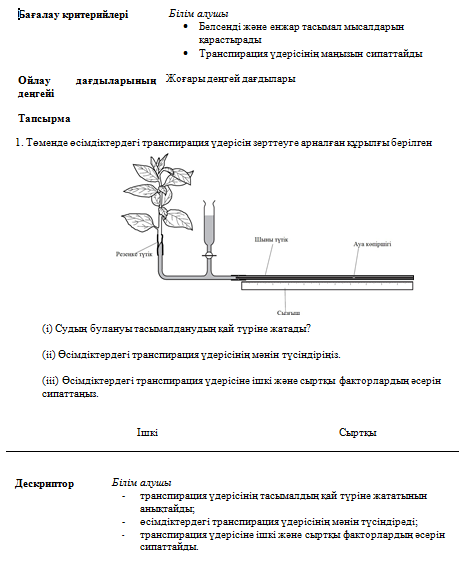 Бағалау критерийлері
Білім алушы
• Белсенді және енжар тасымал мысалдарын
қарастырады
• Транспирация үдерісінің маңызын сипаттайды
Ойлау дағдыларының
деңгейі
Жоғары деңгей дағдылары
Тапсырма
1. Төменде өсімдіктердегі транспирация үдерісін зерттеуге арналған құрылғы берілген
Резенке түтік
Шыны түтік
Ауа көпіршігі
Сызғыш
(i) Судың булануы тасымалданудың қай түріне жатады?
(ii) Өсімдіктердегі транспирация үдерісінің мәнін түсіндіріңіз.
(iii) Өсімдіктердегі транспирация үдерісіне ішкі және сыртқы факторлардың әсерін
сипаттаңыз.
Ішкі Сыртқы
Дескриптор
Білім алушы
- транспирация үдерісінің тасымалдың қай түріне жататынын
анықтайды;
- өсімдіктердегі транспирация үдерісінің мәнін түсіндіреді;
- транспирация үдерісіне ішкі және сыртқы факторлардың әсерін
сипаттайды.